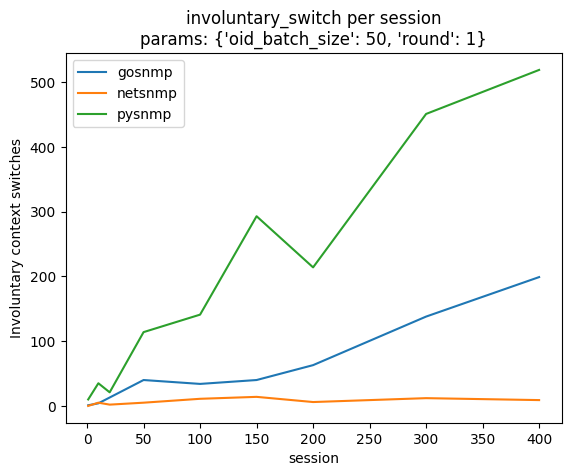 involuntary_switch per session
params: {'oid_batch_size': 50, 'round': 1}
gosnmp
netsnmp
pysnmp
Involuntary context switches
500
400
300
200
100
0
0 50 100 150 200 250 300 350 400
session